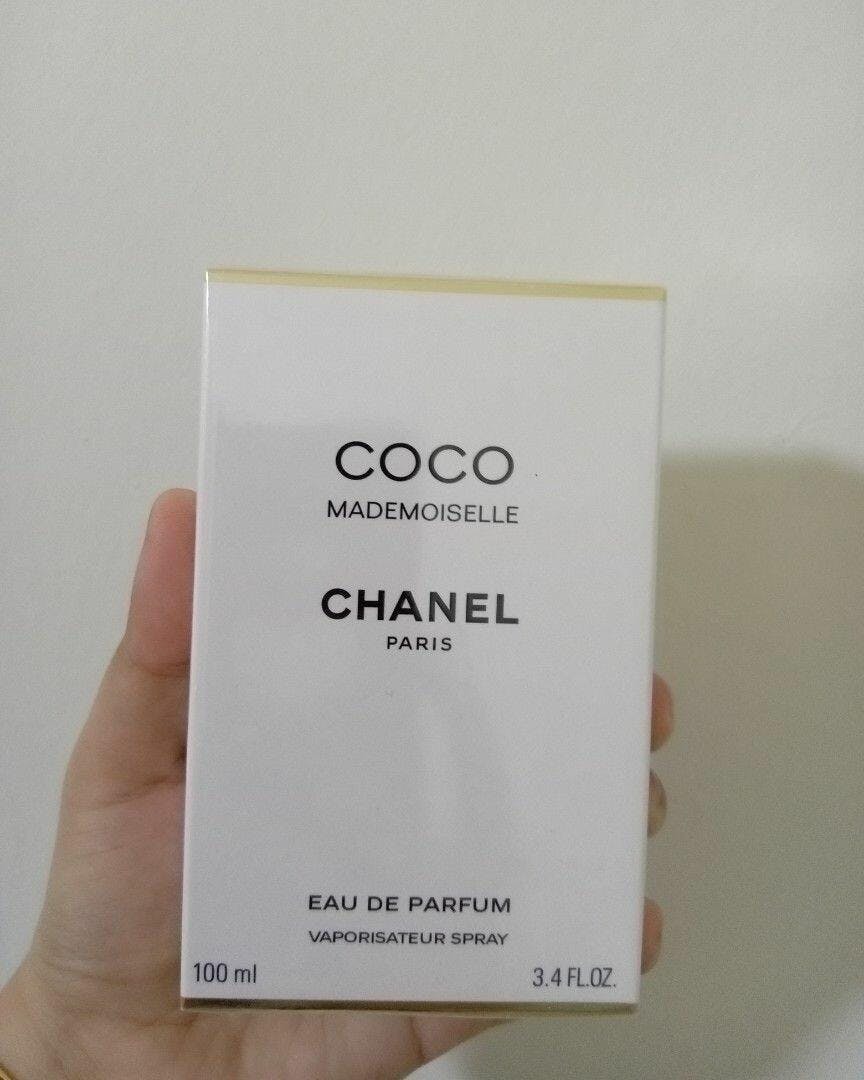 COCO
MADEMOISELLE
CHANEL
PARIS
EAU DE PARFUM
VAPORISATEUR SPRAY
100 ml 3.4 FL.OZ.